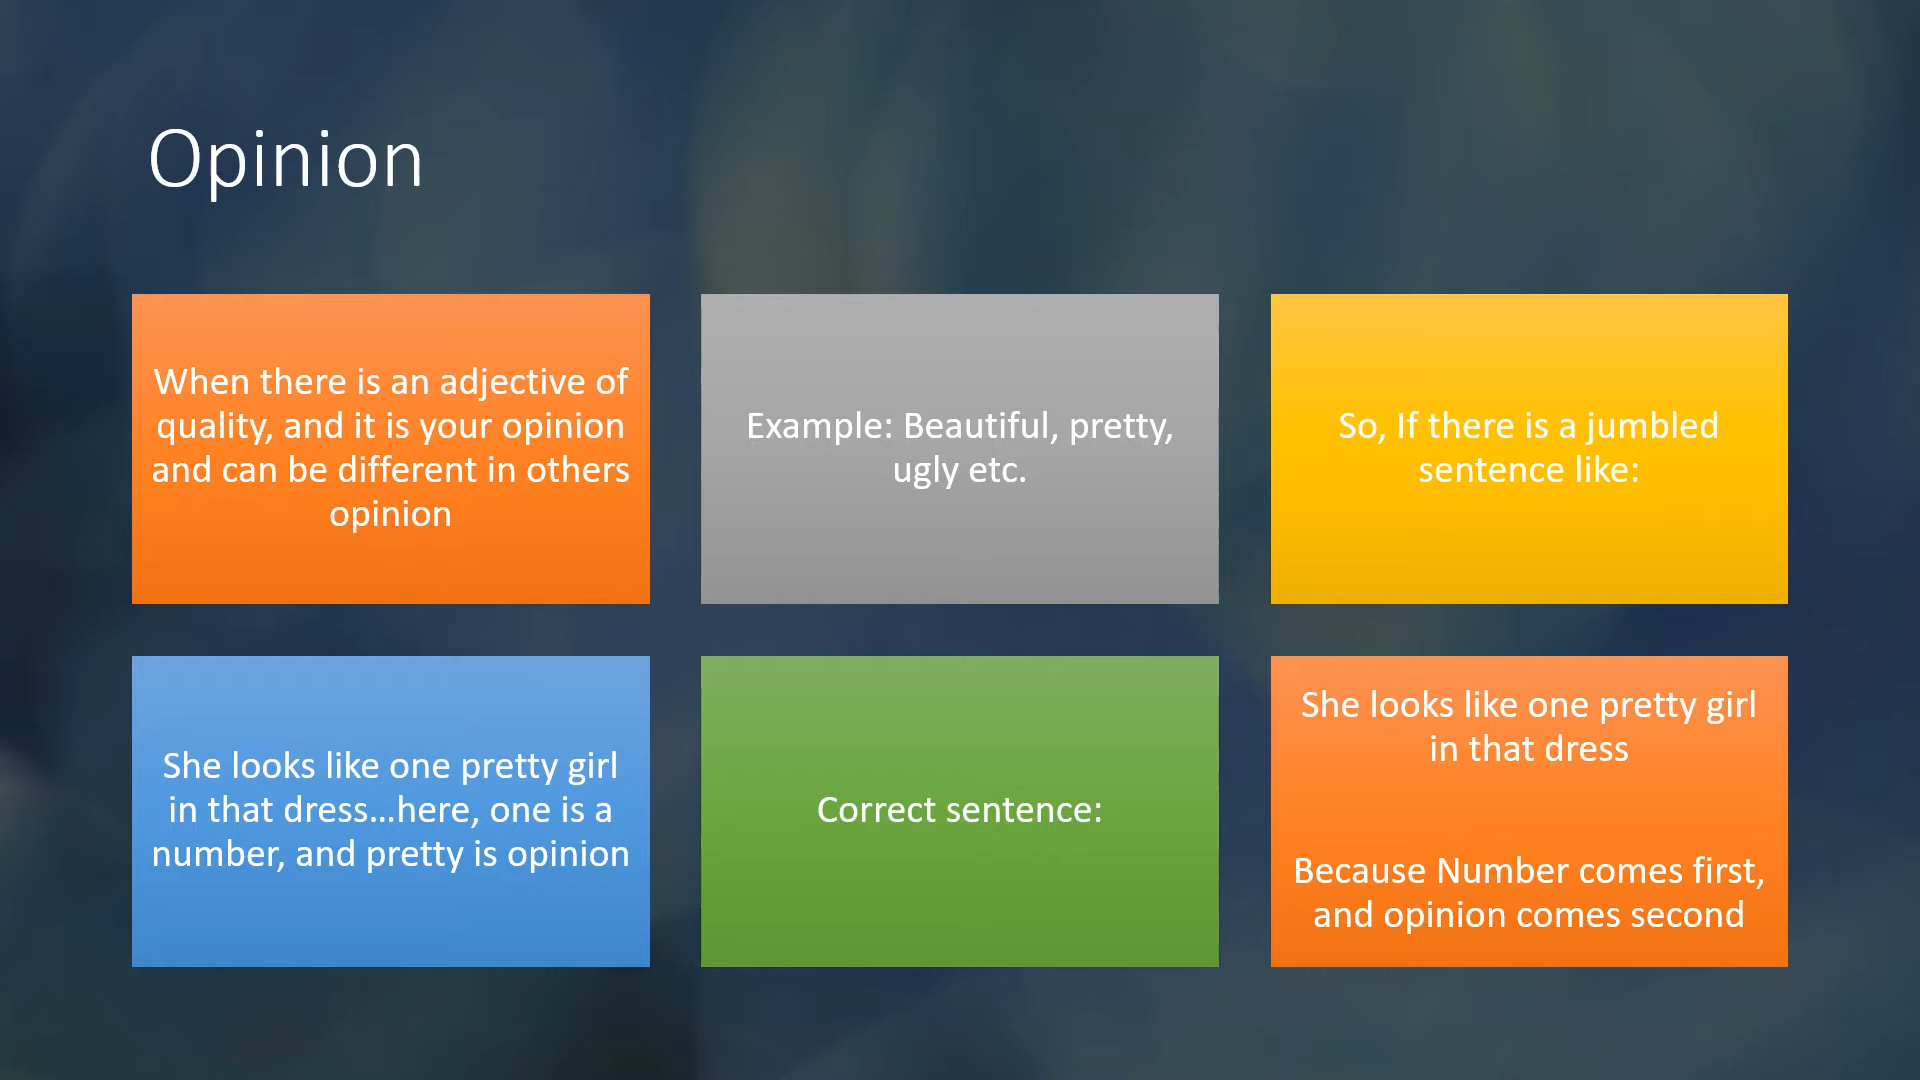 Opinion
When there is an adjective of
quality, and it is your opinion
and can be different in others
opinion
Example: Beautiful, pretty,
ugly etc.
So, If there is a jumbled
sentence like:
She looks like one pretty girl
in that dress...here, one is a
number, and pretty is opinion
Correct sentence:
She looks like one pretty girl
in that dress
Because Number comes first,
and opinion comes second